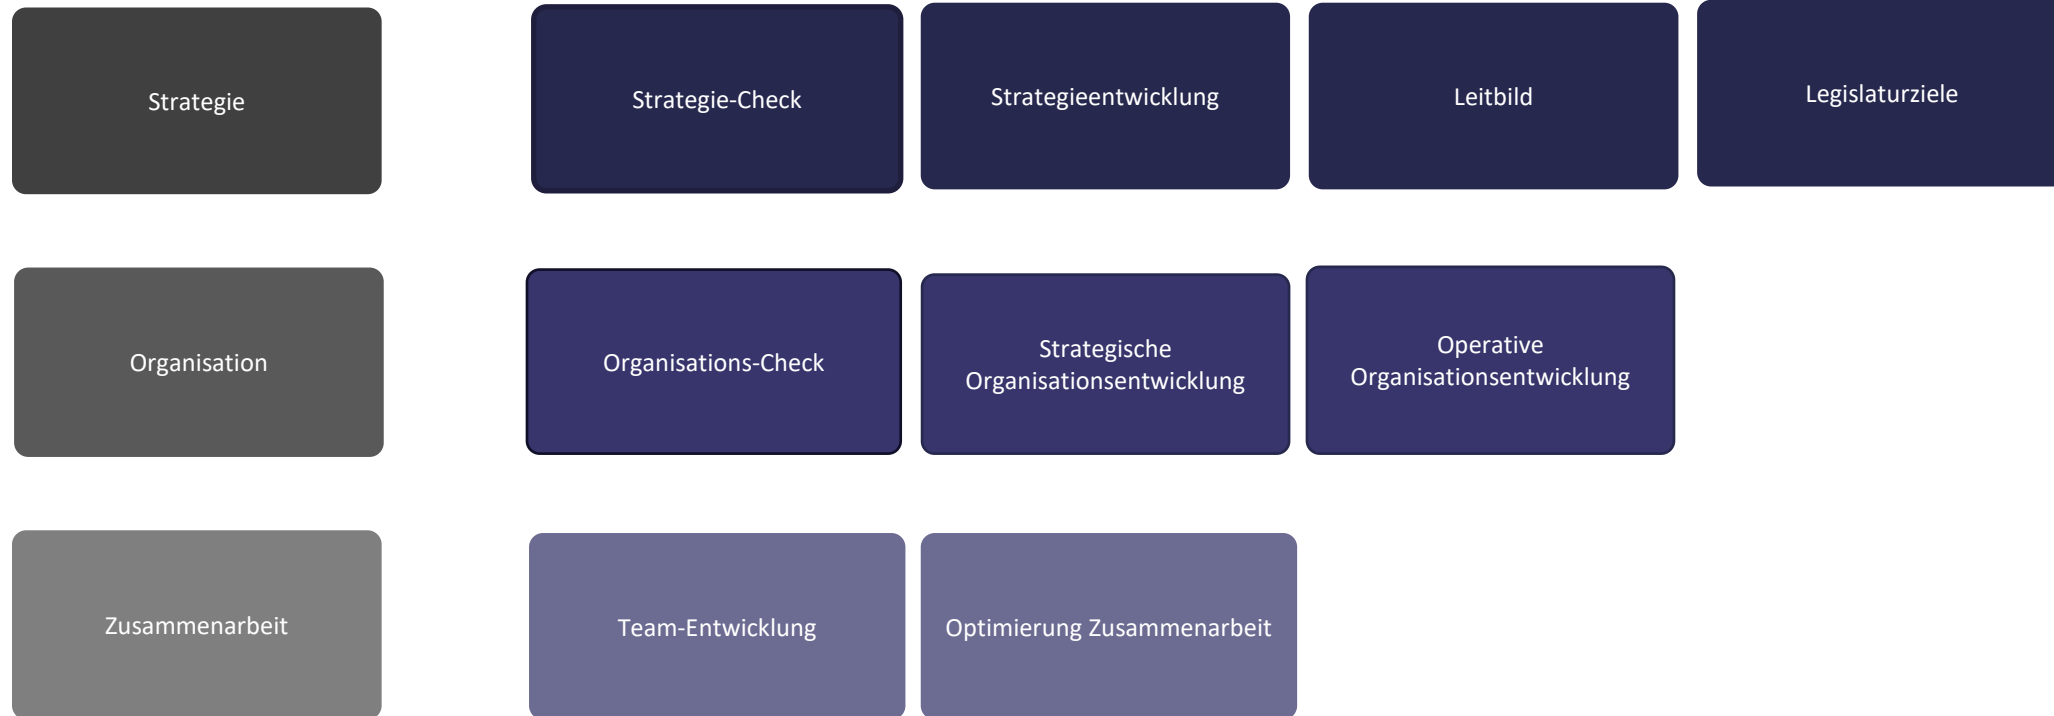 Strategie
Strategie-Check
Strategieentwicklung
Leitbild
Legislaturziele
Organisation
Organisations-Check
Strategische
Organisationsentwicklung
Operative
Organisationsentwicklung
Zusammenarbeit
Team-Entwicklung
Optimierung Zusammenarbeit